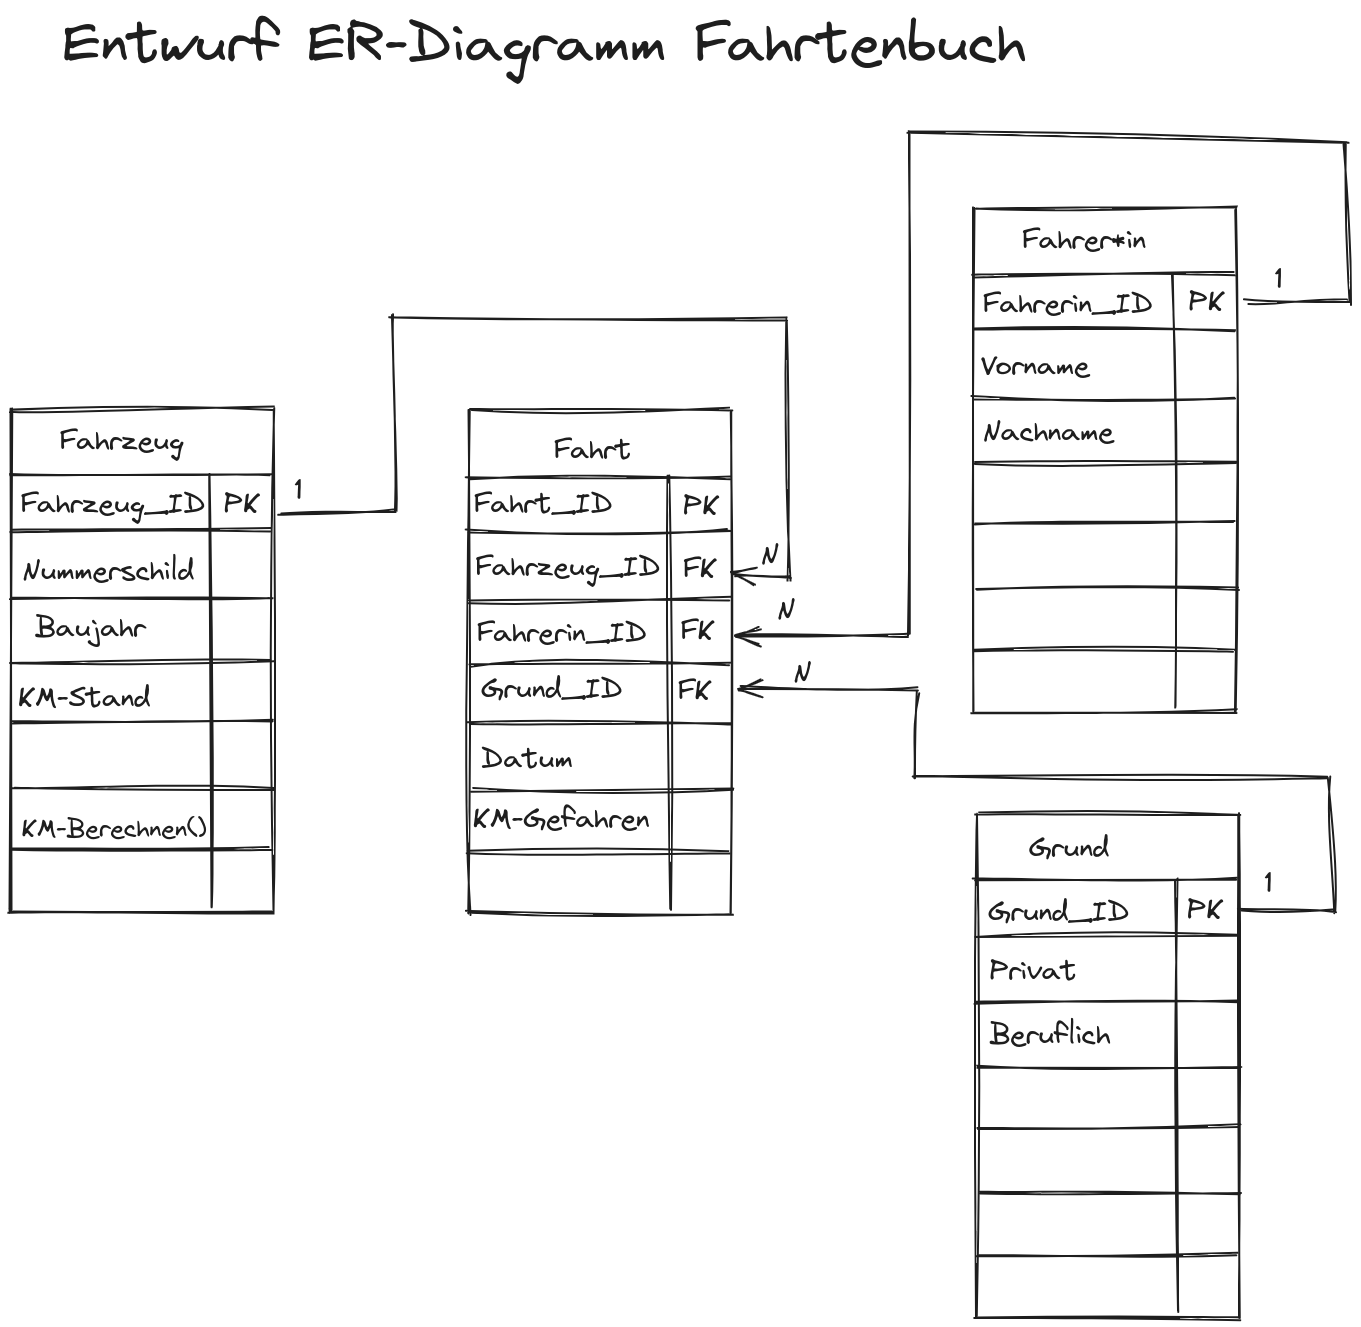 Entwurf ER-Diagramm Fahrtenbuch
Fahrzeug
Fahrzeug_ID PK 1
Nummerschild
Baujahr
KM-Stand
KM-Berechnen()
Fahrt
Fahrt_ID PK
Fahrzeug_ID FK N
Fahrerin_ID FK N
Grund_ID FK N
Datum
KM-Gefahren
Fahrer*in
Fahrerin_ID PK 1
Vorname
Nachname
Grund
Grund_ID PK 1
Privat
Beruflich